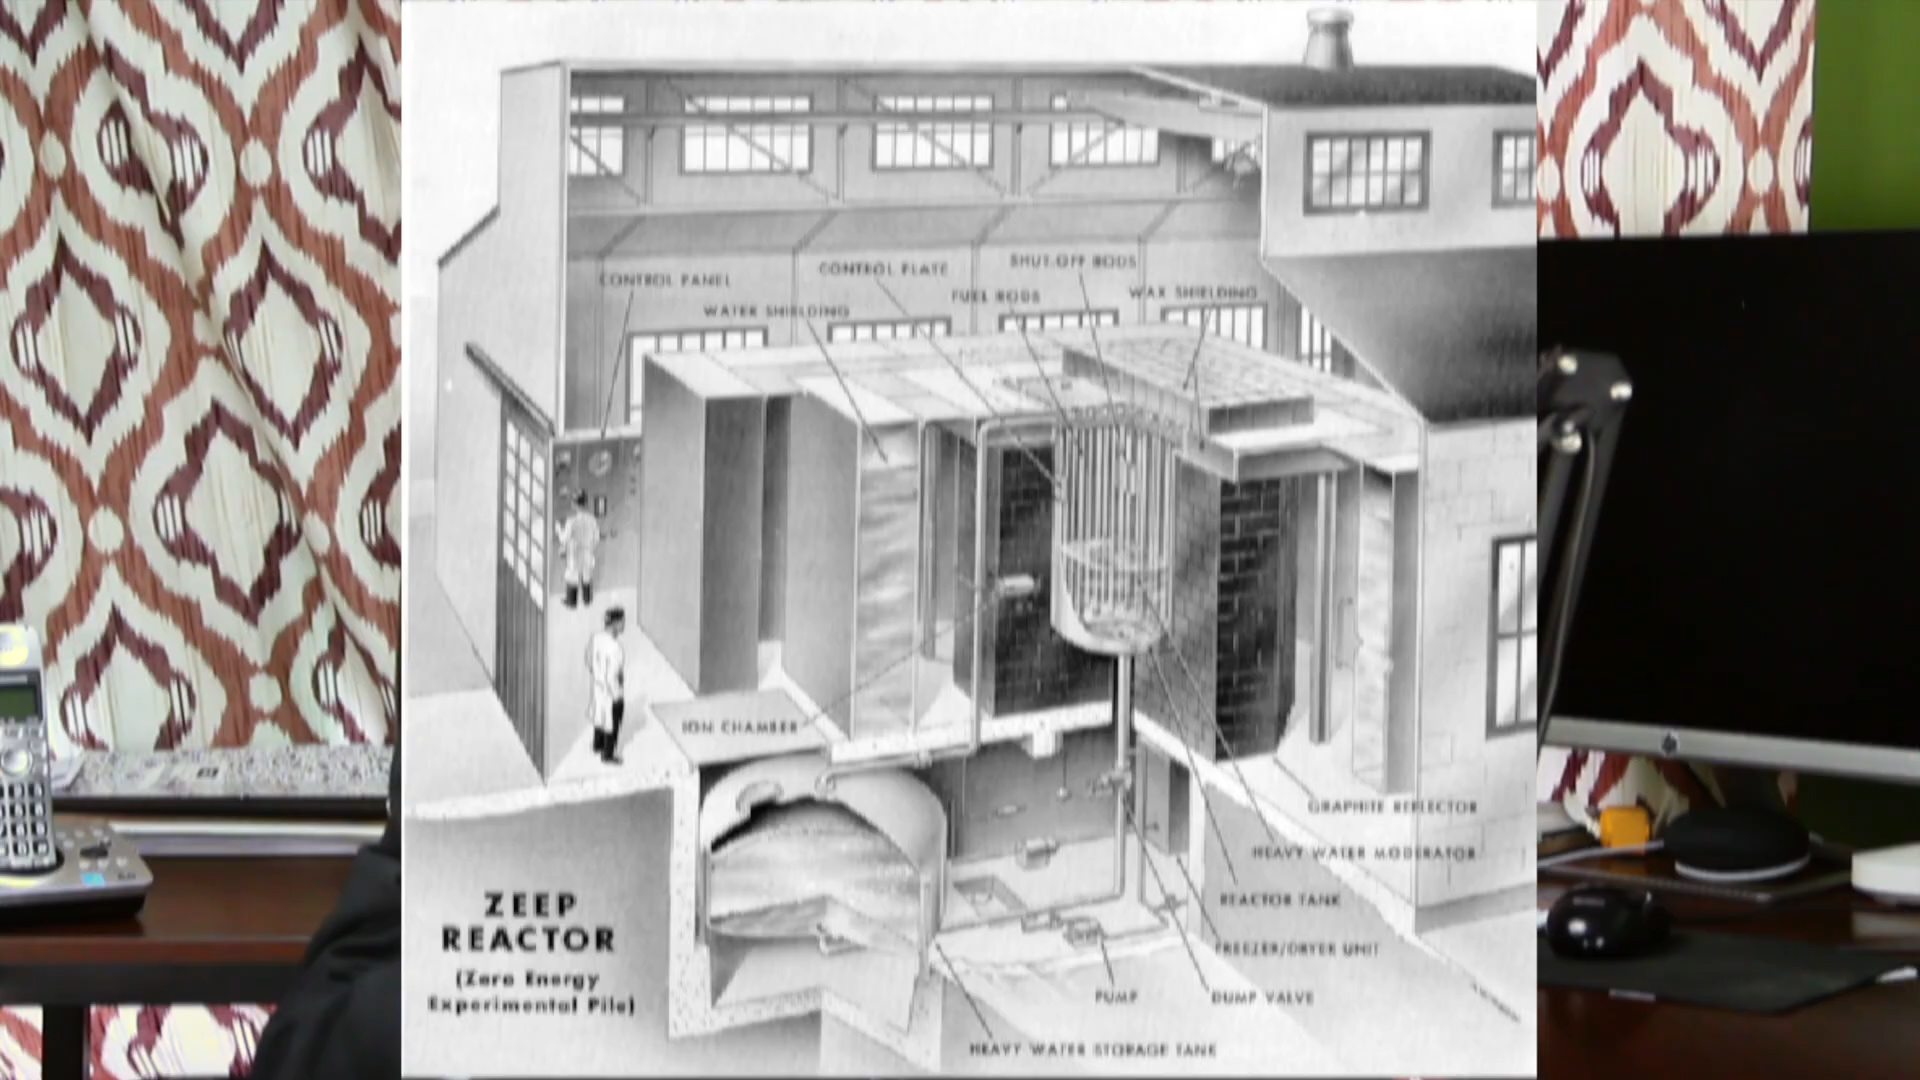 SHUT-OFF RODS
CONTROL PLATE
CONTROL PANEL
FUEL RODS
WAX SHIELDING
WATER SHIELDING
ION CHAMBER
GRAPHITE REFLECTOR
HEAVY WATER MODERATOR
REACTOR TANK
FREEZER/DRYER UNIT
PUMP
DUMP VALVE
HEAVY WATER STORAGE TANK
ZEEP
REACTOR
(Zero Energy
Experimental Pile)